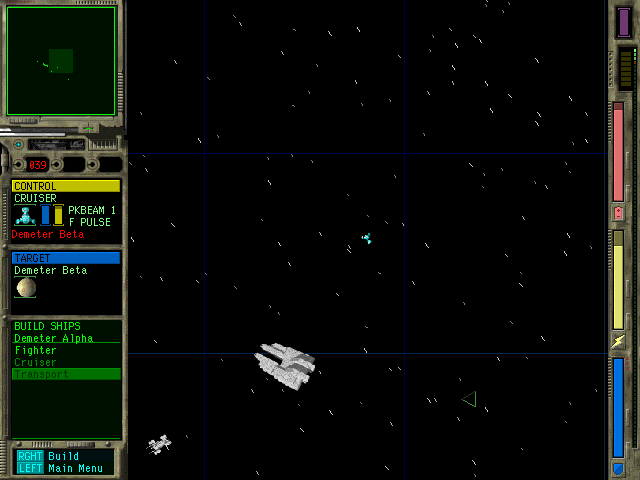 039
CONTROL
CRUISER
PKBEAM 1
F PULSE
Demeter Beta
TARGET
Demeter Beta
BUILD SHIPS
Demeter Alpha
Fighter
Cruiser
Transport
RGHT Build
LEFT Main Menu